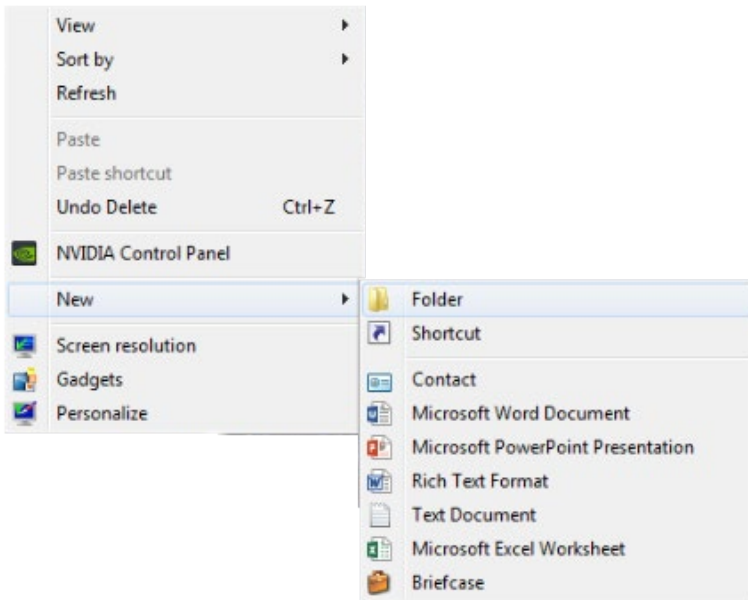 View
Sort by
Refresh
Paste
Paste shortcut
Undo Delete Ctrl+Z
NVIDIA Control Panel
New
Screen resolution
Gadgets
Personalize
Folder
Shortcut
Contact
Microsoft Word Document
Microsoft PowerPoint Presentation
Rich Text Format
Text Document
Microsoft Excel Worksheet
Briefcase